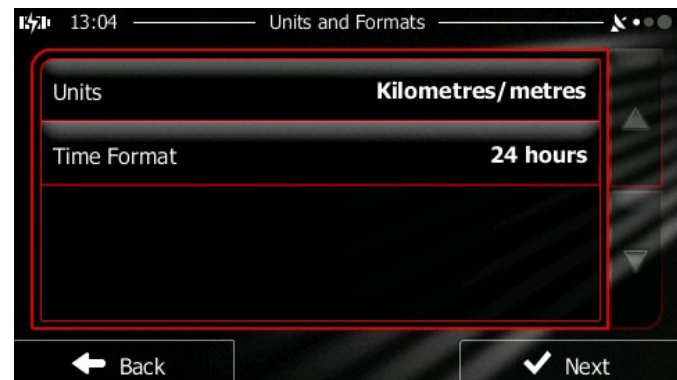 13:04 Units and Formats
Units Kilometres/metres
Time Format 24 hours
Back Next